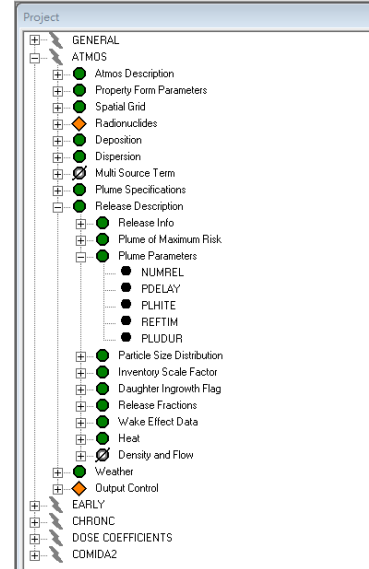 Project
GENERAL
ATMOS
Atmos Description
Property Form Parameters
Spatial Grid
Radionuclides
Deposition
Dispersion
Multi Source Term
Plume Specifications
Release Description
Release Info
Plume of Maximum Risk
Plume Parameters
NUMREL
PDELAY
PLHITE
REFTIM
PLUDUR
Particle Size Distribution
Inventory Scale Factor
Daughter Ingrowth Flag
Release Fractions
Wake Effect Data
Heat
Density and Flow
Weather
Output Control
EARLY
CHRONC
DOSE COEFFICIENTS
COMIDA2